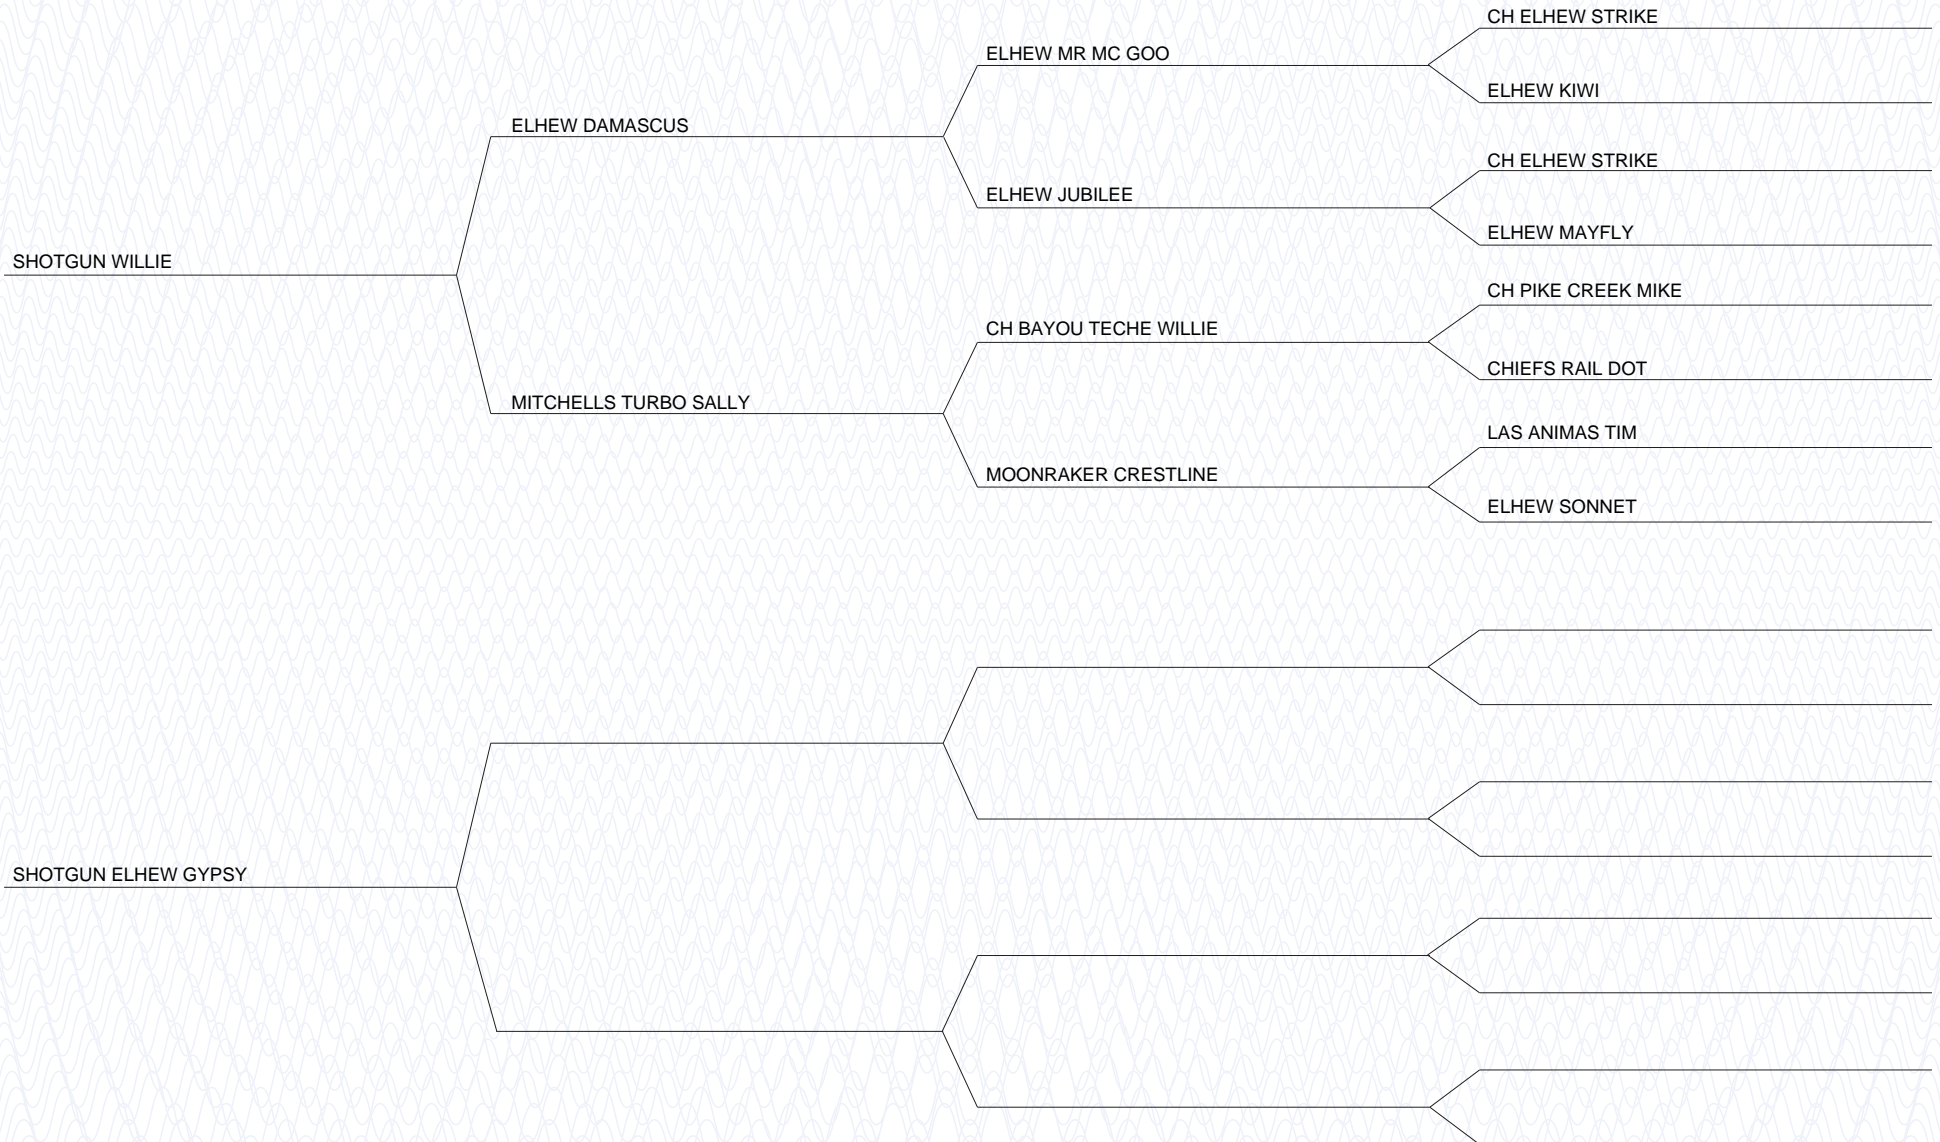 CH ELHEW STRIKE
ELHEW MR MC GOO
ELHEW KIWI
ELHEW DAMASCUS
CH ELHEW STRIKE
ELHEW JUBILEE
ELHEW MAYFLY
SHOTGUN WILLIE
CH PIKE CREEK MIKE
CH BAYOU TECHE WILLIE
CHIEFS RAIL DOT
MITCHELLS TURBO SALLY
LAS ANIMAS TIM
MOONRAKER CRESTLINE
ELHEW SONNET
SHOTGUN ELHEW GYPSY